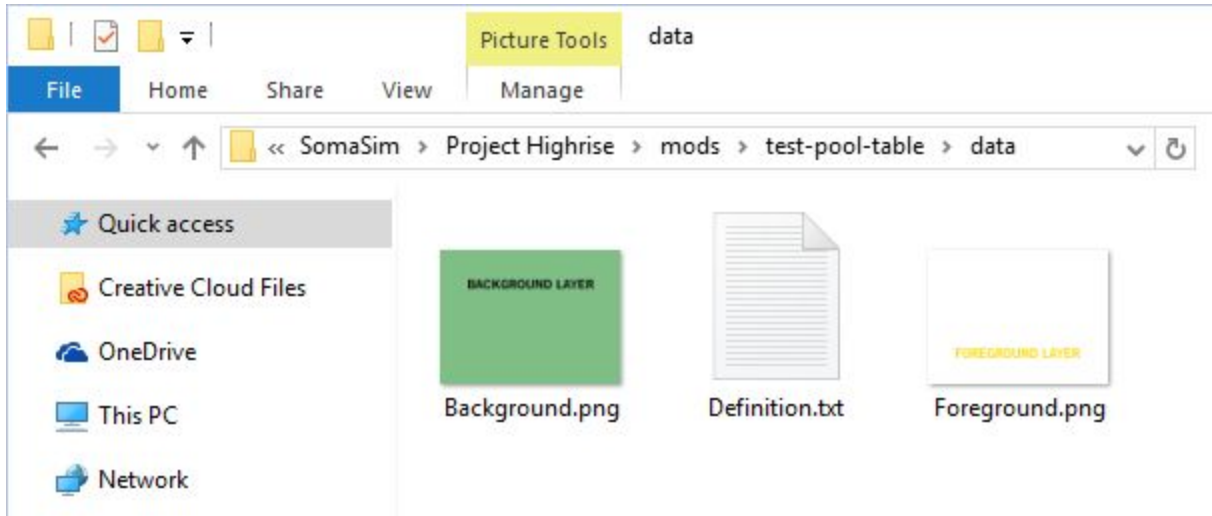 Picture Tools data
File Home Share View Manage
« SomaSim › Project Highrise › mods › test-pool-table › data
Quick access
Creative Cloud Files
OneDrive
This PC
Network
BACKGROUND LAYER
FOREGROUND LAYER
Background.png Definition.txt Foreground.png